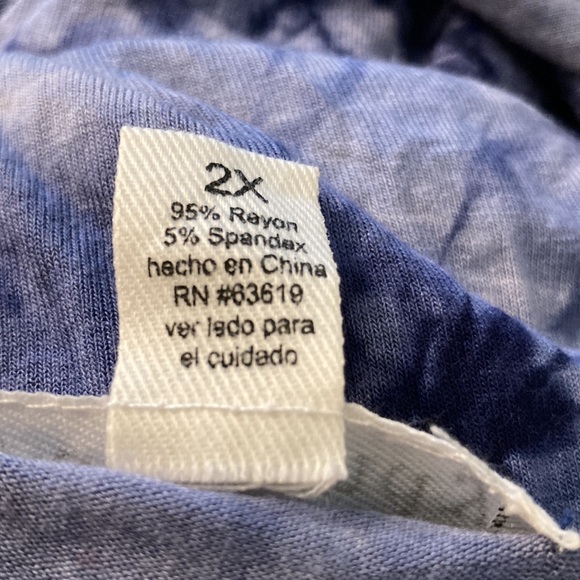 2X
95% Rayon
5% Spandex
hecho en China
RN #63619
ver lado para
el cuidado